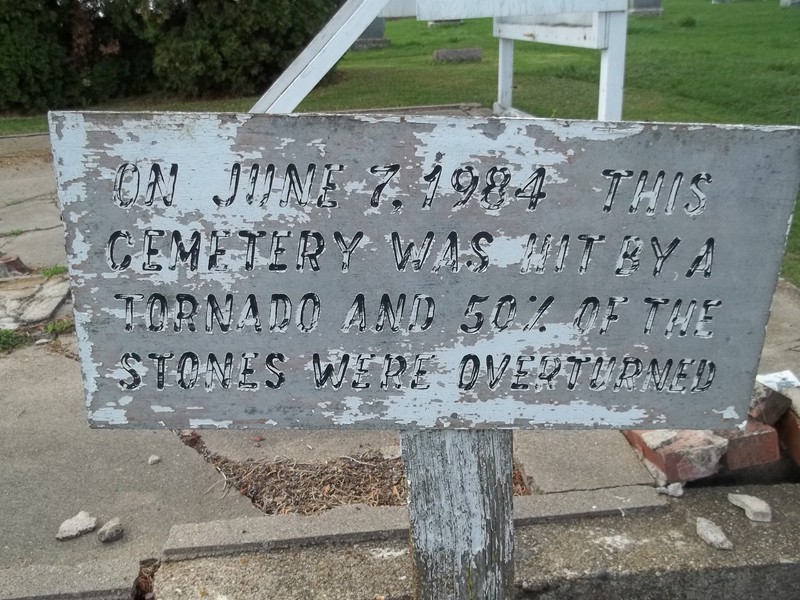 ON JUNE 7, 1984 THIS
CEMETERY WAS HIT BY A
TORNADO AND 50% OF THE
STONES WERE OVERTURNED